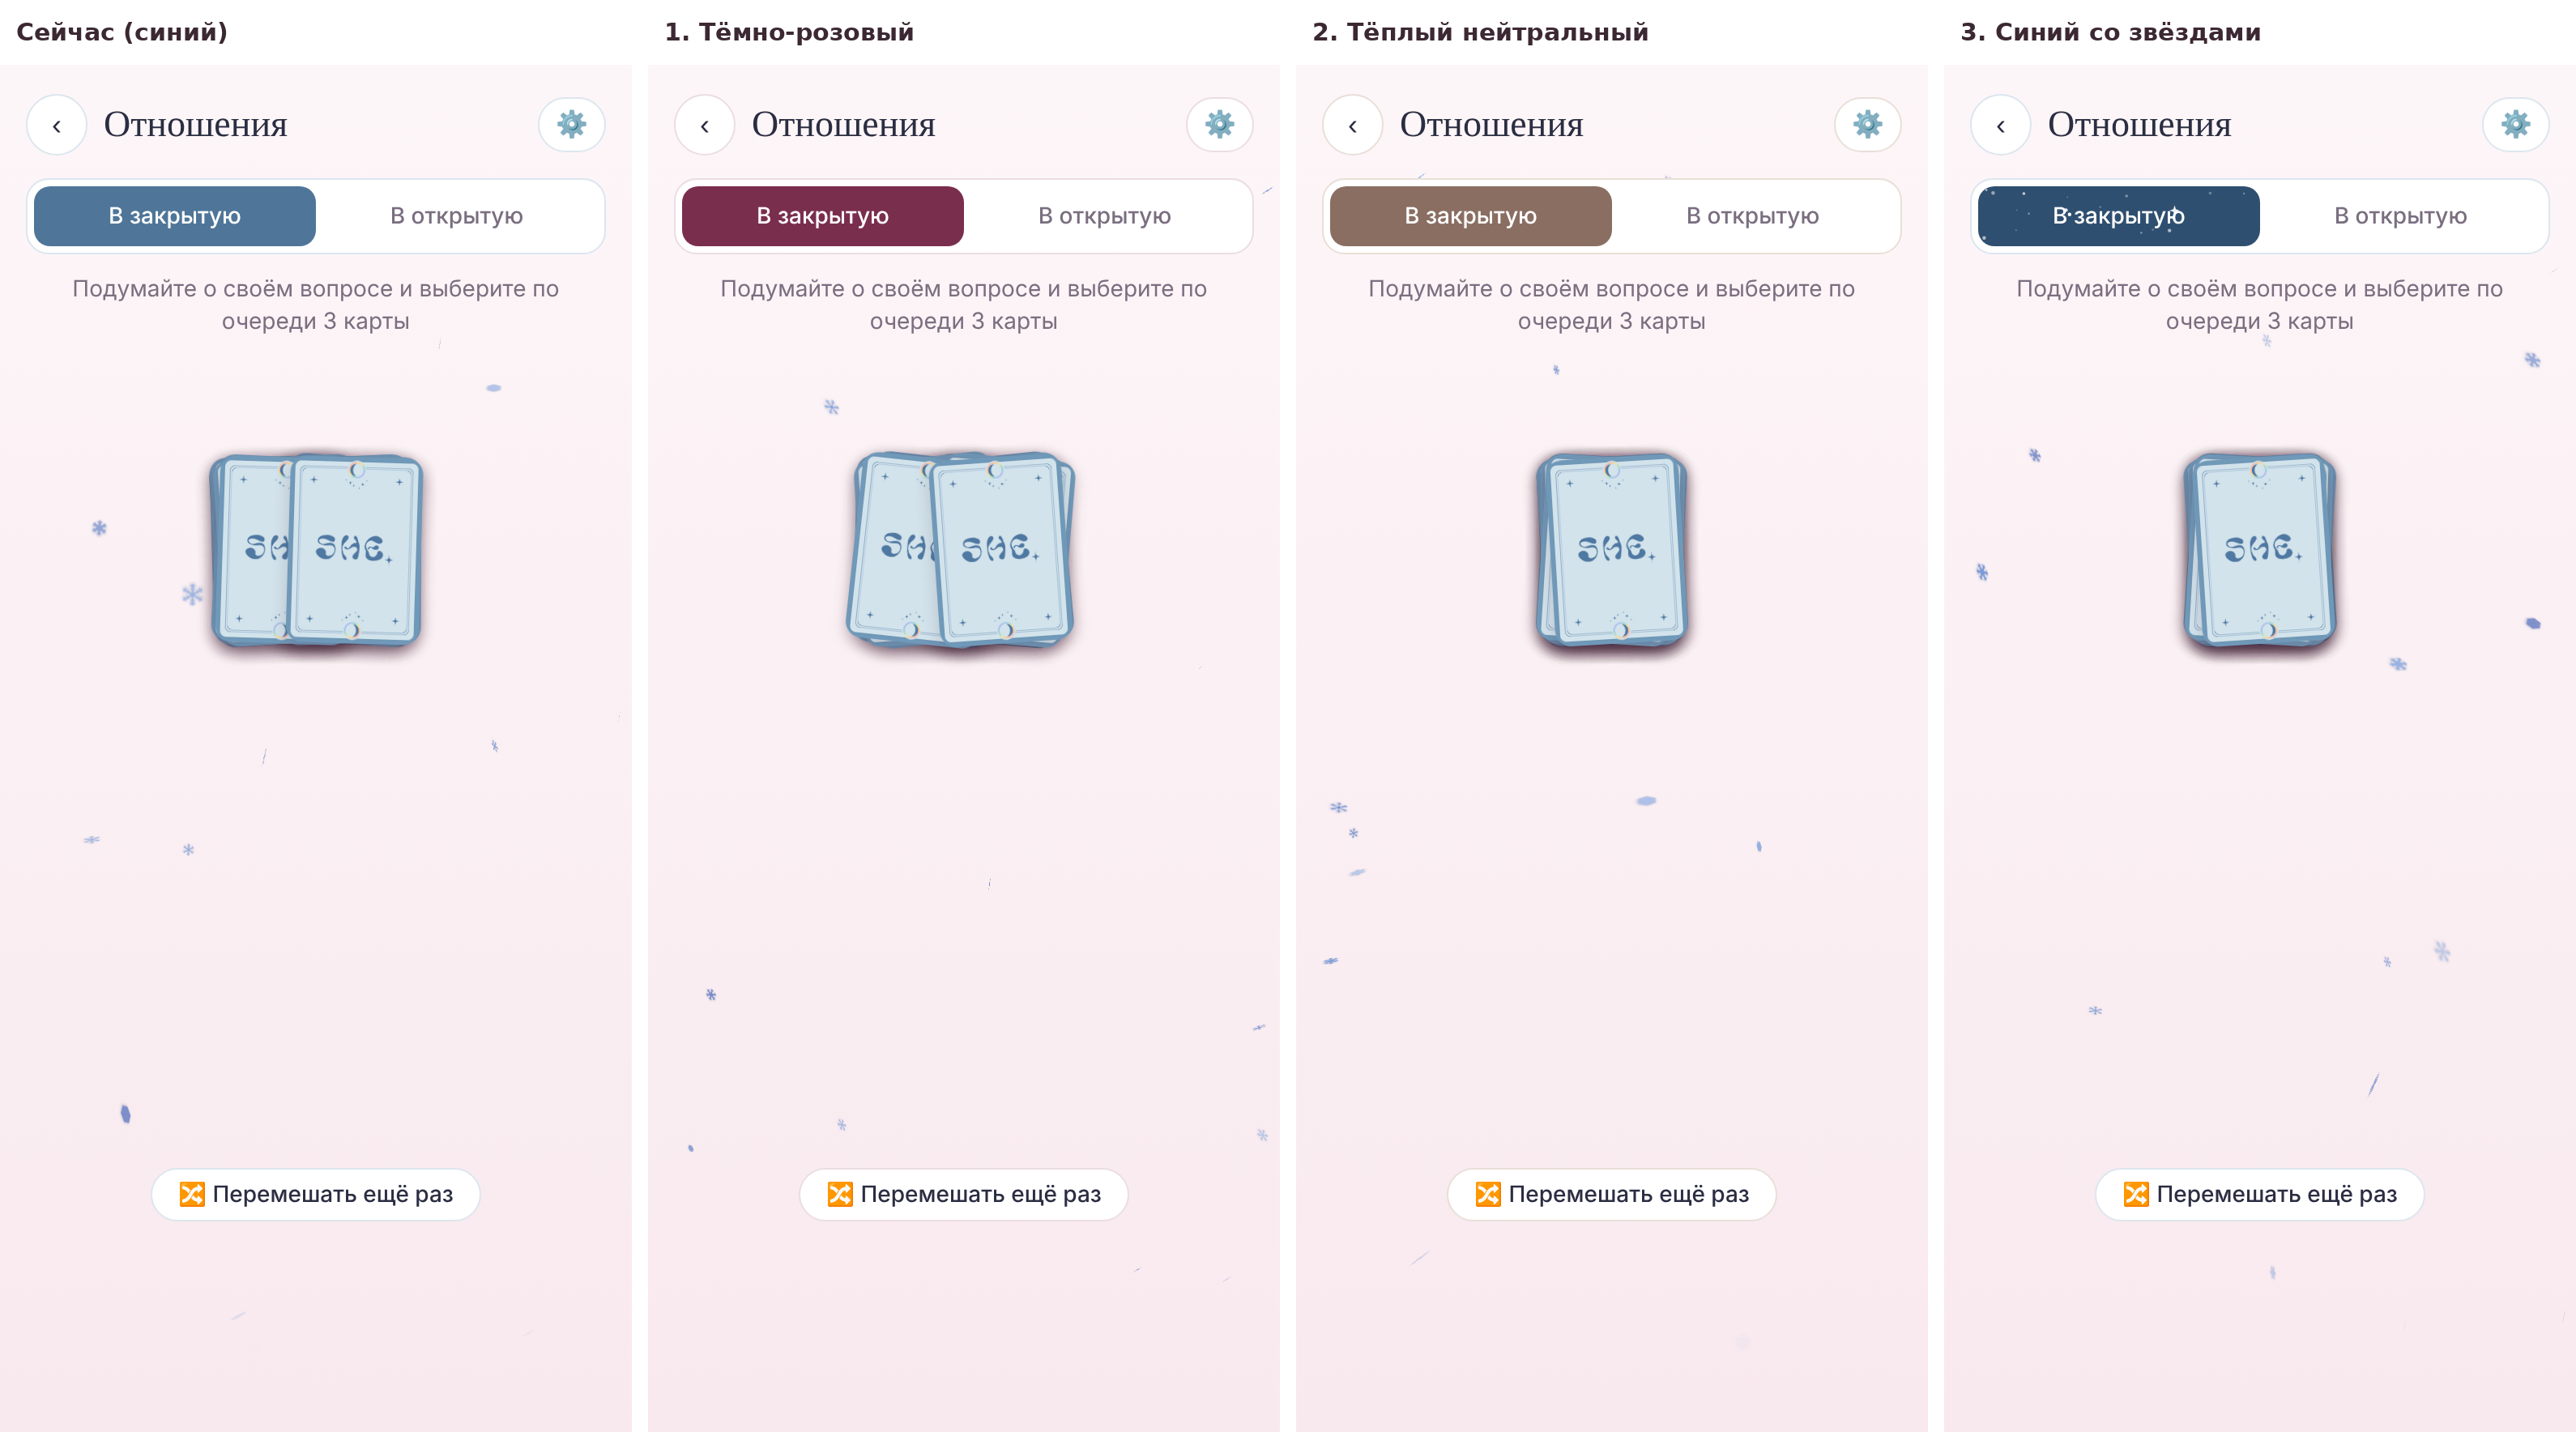 Сейчас (синий)
‹ Отношения
В закрытую В открытую
Подумайте о своём вопросе и выберите по
очереди 3 карты
SH SHE
Перемешать ещё раз
1. Тёмно-розовый
‹ Отношения
В закрытую В открытую
Подумайте о своём вопросе и выберите по
очереди 3 карты
SHE SHE
Перемешать ещё раз
2. Тёплый нейтральный
‹ Отношения
В закрытую В открытую
Подумайте о своём вопросе и выберите по
очереди 3 карты
SHE
Перемешать ещё раз
3. Синий со звёздами
‹ Отношения
В закрытую В открытую
Подумайте о своём вопросе и выберите по
очереди 3 карты
SHE
Перемешать ещё раз